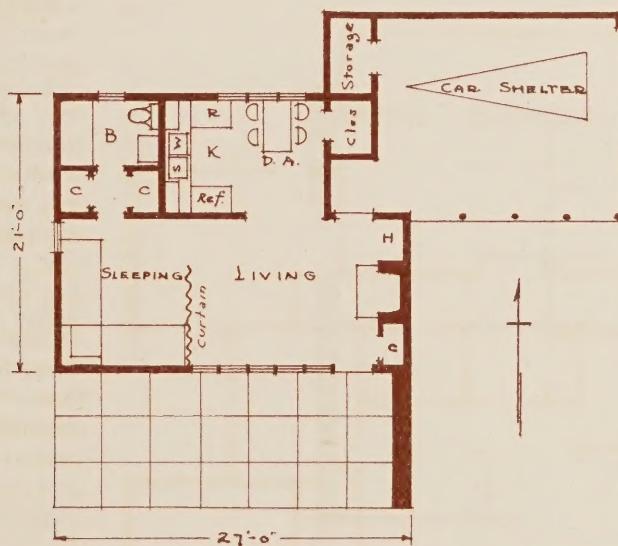 Storage
CAR SHELTER
Clos
B
R
W
K
D.A.
S
Ref.
C
C
21'-0"
H
SLEEPING
LIVING
Curtain
C
27'-0"